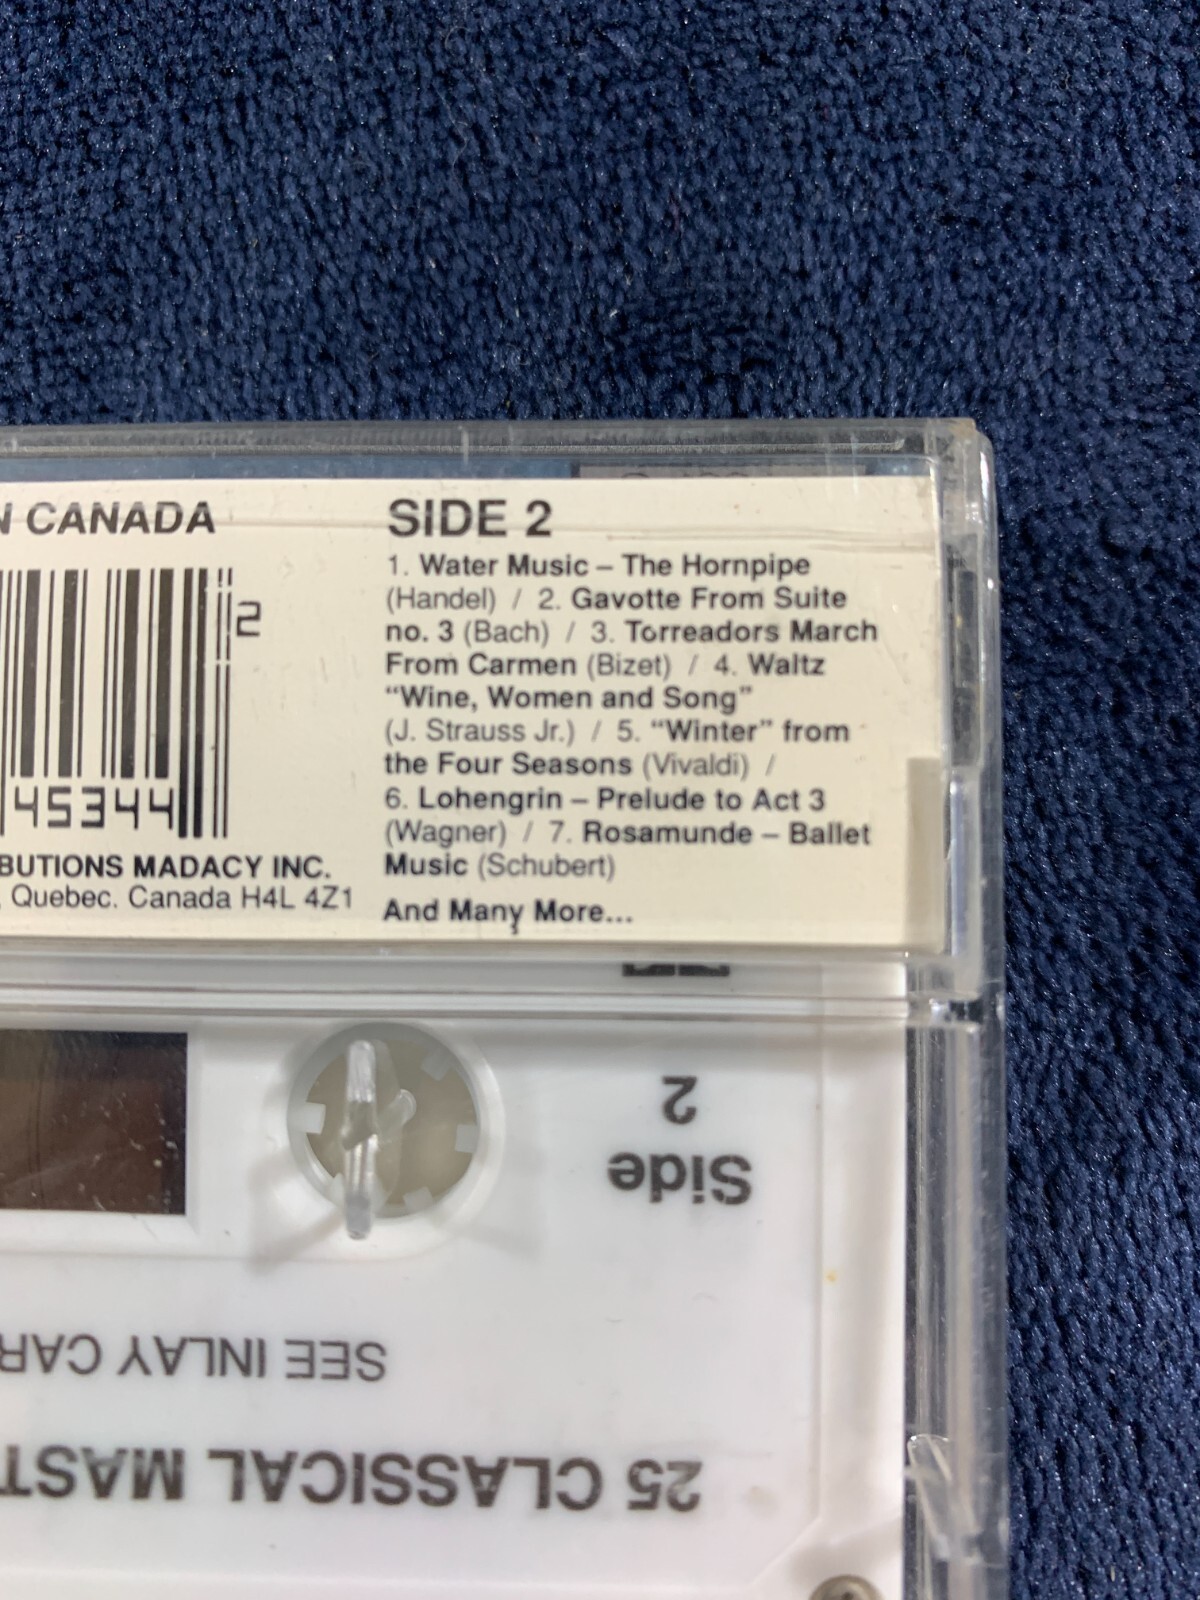 N CANADA
2
45344
BUTIONS MADACY INC.
, Quebec. Canada H4L 4Z1
SIDE 2
1. Water Music – The Hornpipe
(Handel) / 2. Gavotte From Suite
no. 3 (Bach) / 3. Torreadors March
From Carmen (Bizet) / 4. Waltz
“Wine, Women and Song”
(J. Strauss Jr.) / 5. “Winter” from
the Four Seasons (Vivaldi) /
6. Lohengrin – Prelude to Act 3
(Wagner) / 7. Rosamunde – Ballet
Music (Schubert)
And Many More...
25 CLASSICAL MAST
SEE INLAY CAR
Side
2